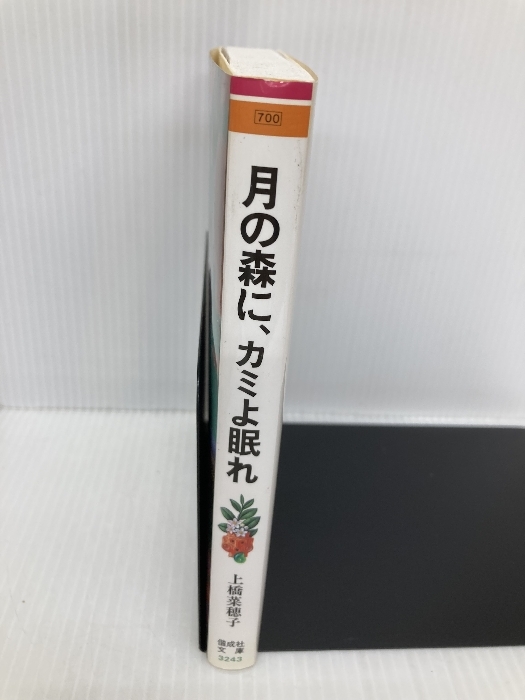 700
月の森に、カミよ眠れ
上橋菜穂子
偕成社
文庫
3243